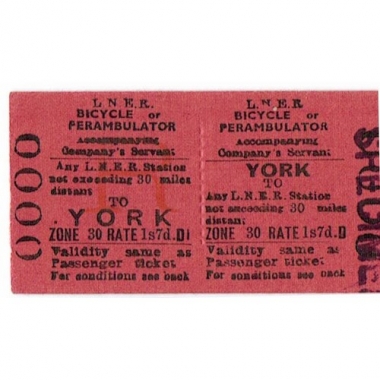 0000
L.N.E.R.
BICYCLE or
PERAMBULATOR
Accompanying
Company's Servant
Any L.N.E.R. Station
not exceeding 30 miles
distant
TO
YORK
ZONE 30 RATE 1s7d.D1
Validity same as
Passenger ticket
For conditions see back
L.N.E.R.
BICYCLE or
PERAMBULATOR
Accompanying
Company's Servant
YORK
TO
Any L.N.E.R. Station
not exceeding 30 miles
distant
ZONE 30 RATE 1s7d.D1
Validity same as
Passenger ticket
For conditions see back